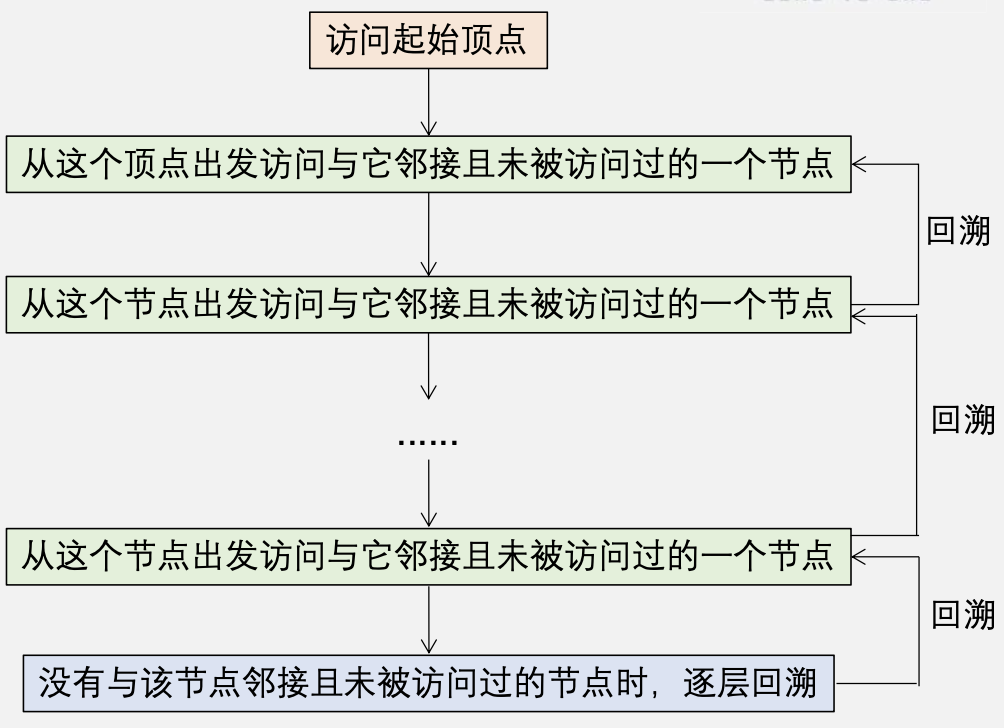 访问起始顶点
从这个顶点出发访问与它邻接且未被访问过的一个节点
回溯
从这个节点出发访问与它邻接且未被访问过的一个节点
……
回溯
从这个节点出发访问与它邻接且未被访问过的一个节点
回溯
没有与该节点邻接且未被访问过的节点时，逐层回溯